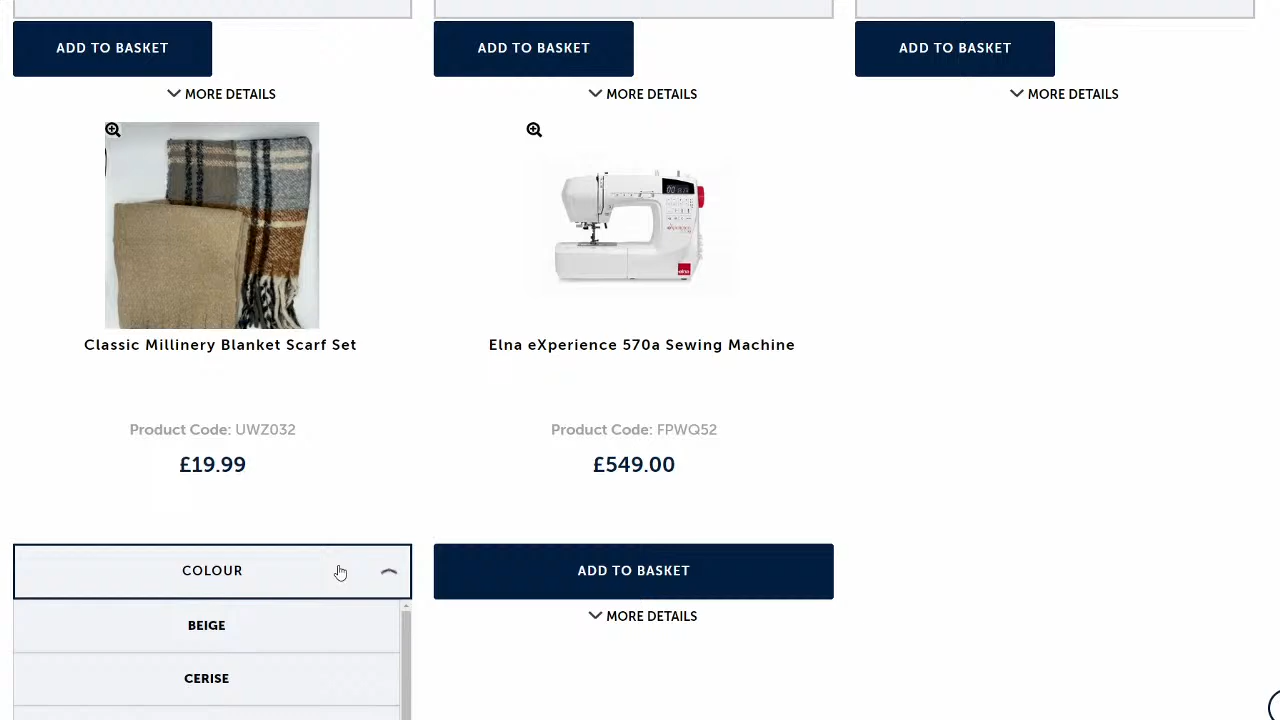 ADD TO BASKET
ADD TO BASKET
ADD TO BASKET
MORE DETAILS
MORE DETAILS
MORE DETAILS
Classic Millinery Blanket Scarf Set
Elna eXperience 570a Sewing Machine
Product Code: UWZ032
Product Code: FPWQ52
£19.99
£549.00
COLOUR
ADD TO BASKET
MORE DETAILS
BEIGE
CERISE